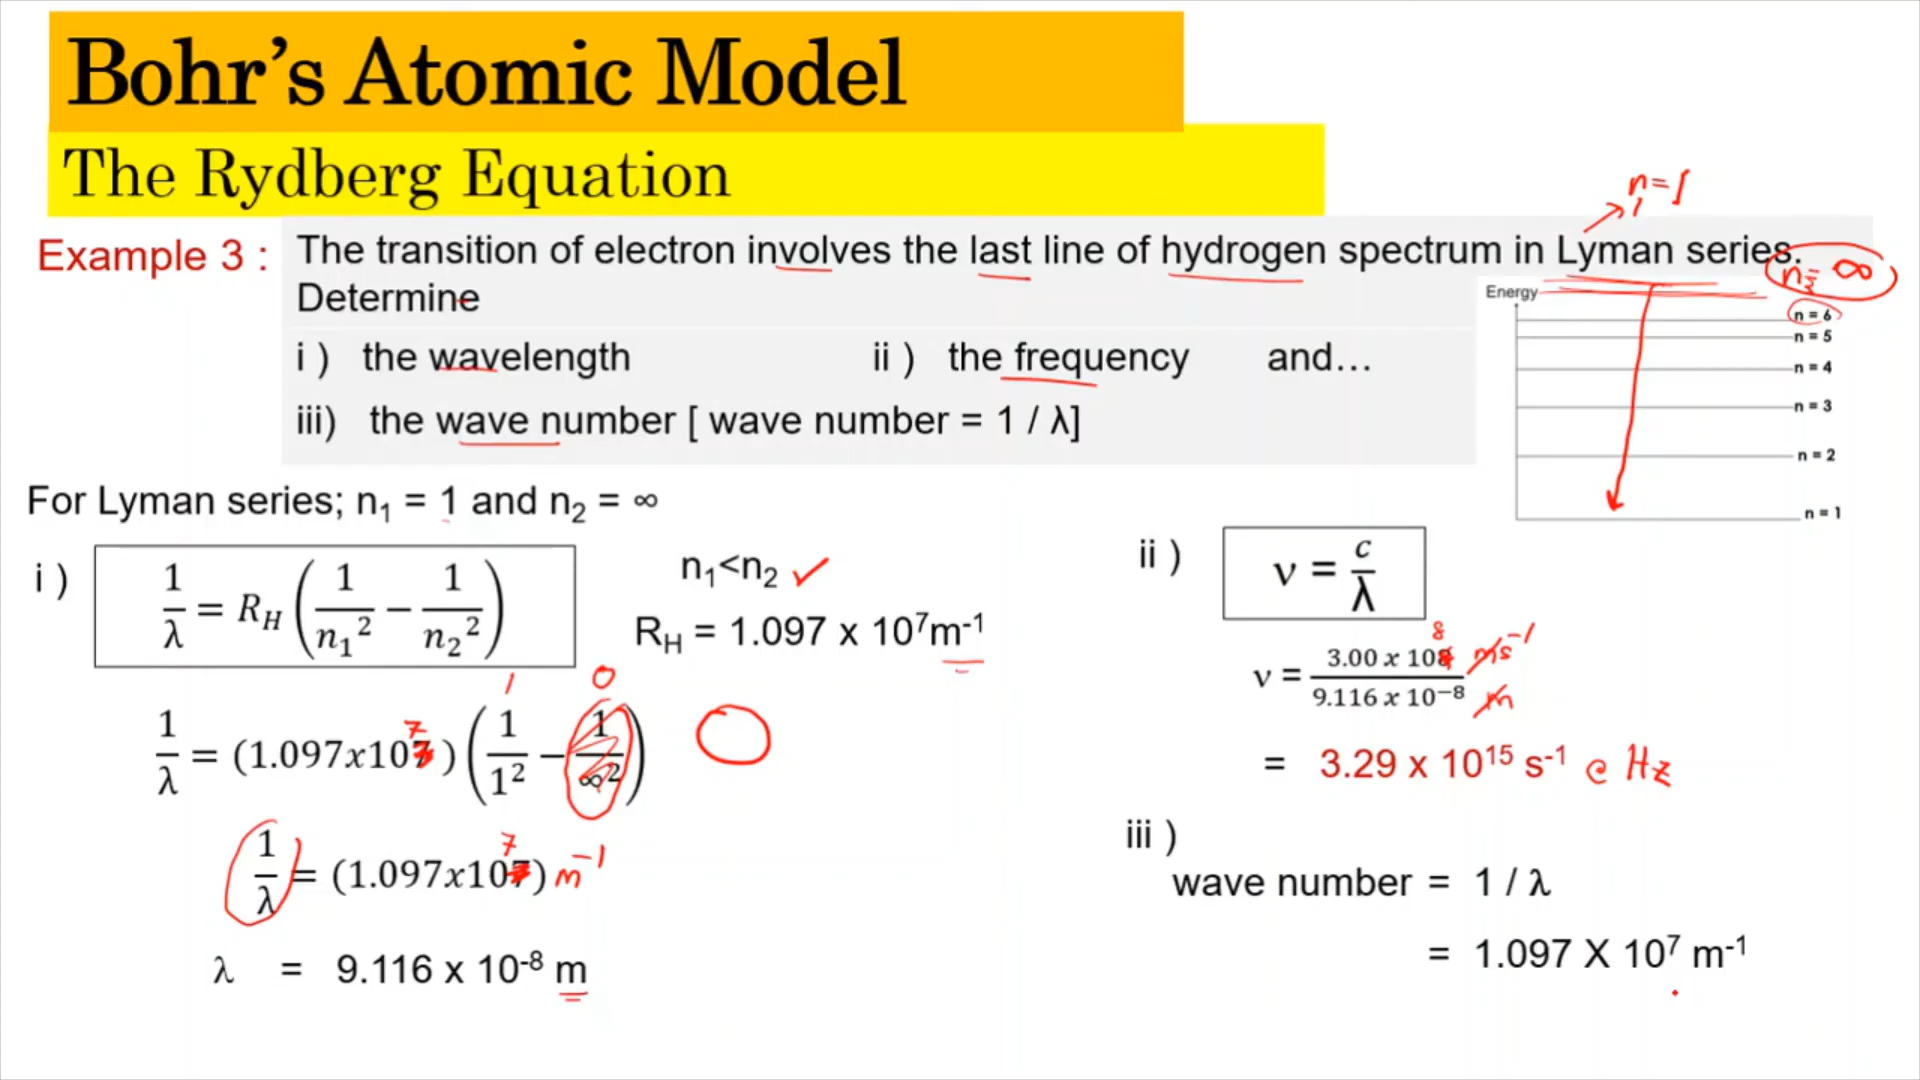 Bohr's Atomic Model
The Rydberg Equation
n₁=1
Example 3 : The transition of electron involves the last line of hydrogen spectrum in Lyman series.
Determine
i ) the wavelength ii ) the frequency and…
iii) the wave number [ wave number = 1 / λ]
n₂= ∞
Energy
n = 6
n = 5
n = 4
n = 3
n = 2
n = 1
For Lyman series; n₁ = 1 and n₂ = ∞
i )
1/λ = R_H (1/n₁² − 1/n₂²)
n₁<n₂ ✓
R_H = 1.097 x 10⁷m⁻¹
1 0
1/λ = (1.097x10⁷ ) (1/1² − 1/∞²)
1/λ = (1.097x10⁷) m⁻¹
λ = 9.116 x 10⁻⁸ m
ii )
ν = c/λ
ν = 3.00 x 10⁸ ms⁻¹ / 9.116 x 10⁻⁸ m
= 3.29 x 10¹⁵ s⁻¹ @ Hz
iii )
wave number = 1 / λ
= 1.097 X 10⁷ m⁻¹